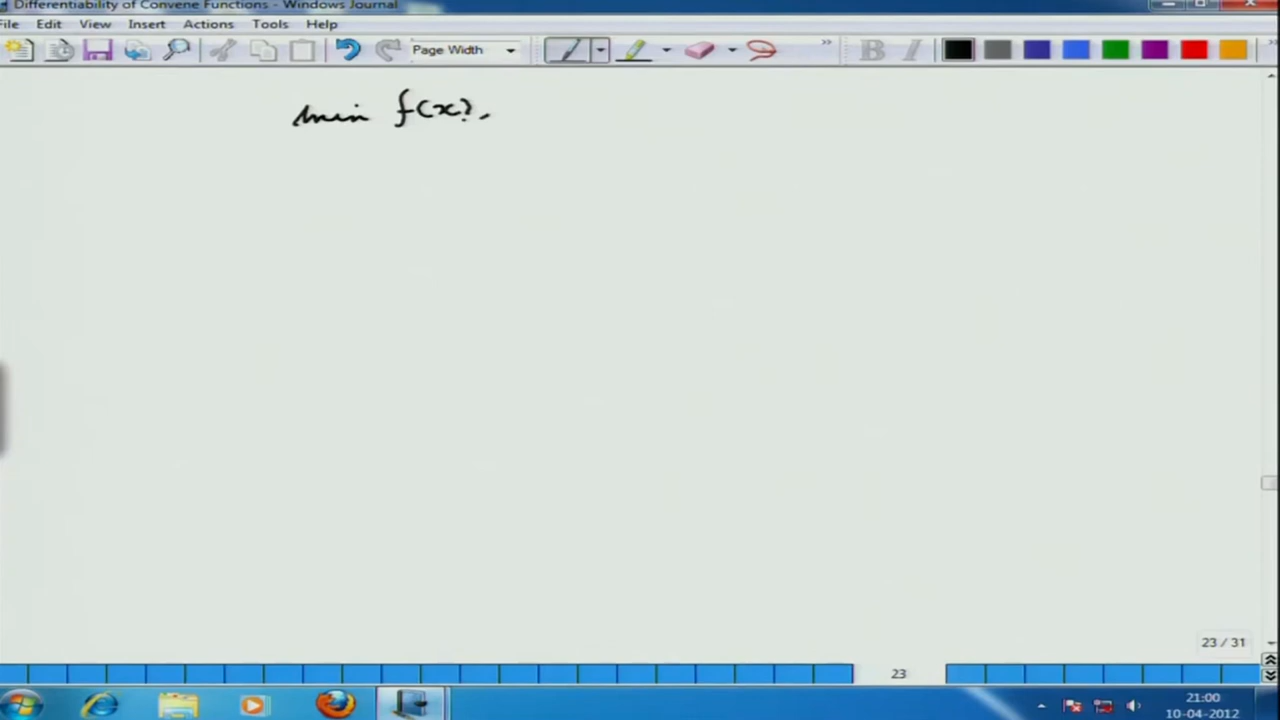 Differentiability of Convene Functions - Windows Journal
File Edit View Insert Actions Tools Help
Page Width
min f(x),
23 / 31
23
21:00
10-04-2012